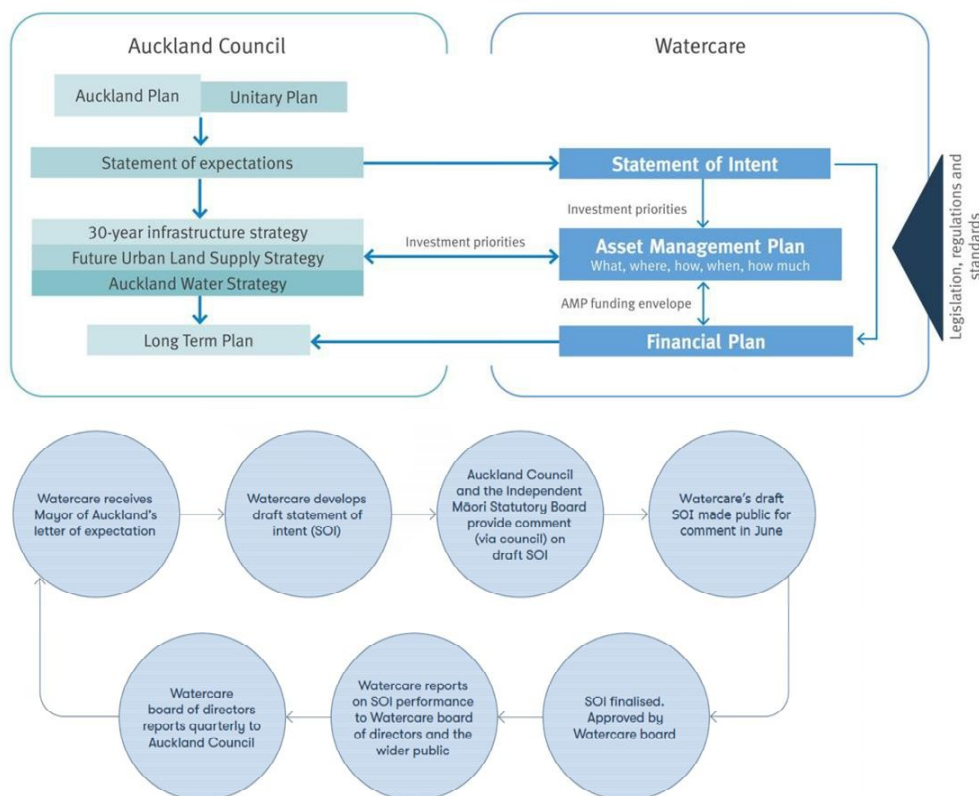 Auckland Council
Watercare
Auckland Plan
Unitary Plan
Statement of expectations
Statement of Intent
Investment priorities
30-year infrastructure strategy
Future Urban Land Supply Strategy
Auckland Water Strategy
Investment priorities
Asset Management Plan
What, where, how, when, how much
AMP funding envelope
Long Term Plan
Financial Plan
Legislation, regulations and
standards
Watercare receives
Mayor of Auckland's
letter of expectation
Watercare develops
draft statement of
intent (SOI)
Auckland Council
and the Independent
Māori Statutory Board
provide comment
(via council) on
draft SOI
Watercare's draft
SOI made public for
comment in June
SOI finalised.
Approved by
Watercare board
Watercare reports
on SOI performance
to Watercare board
of directors and the
wider public
Watercare
board of directors
reports quarterly to
Auckland Council